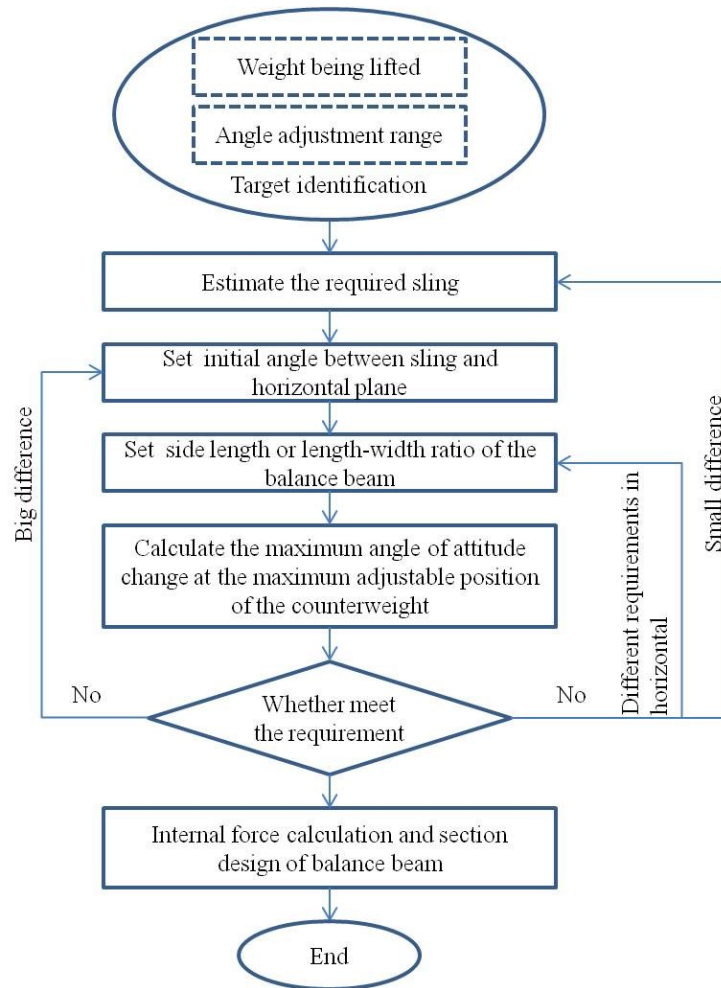 Weight being lifted
Angle adjustment range
Target identification
Estimate the required sling
Set initial angle between sling and
horizontal plane
Set side length or length-width ratio of the
balance beam
Calculate the maximum angle of attitude
change at the maximum adjustable position
of the counterweight
Big difference
Different requirements in
horizontal
Small difference
No
Whether meet
the requirement
No
Internal force calculation and section
design of balance beam
End